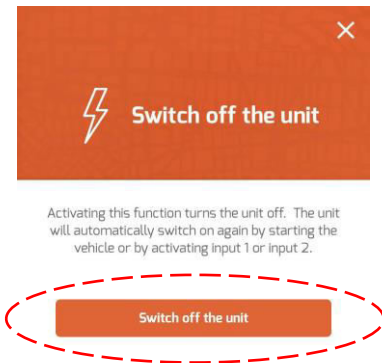 Switch off the unit
Activating this function turns the unit off. The unit
will automatically switch on again by starting the
vehicle or by activating input 1 or input 2.
Switch off the unit